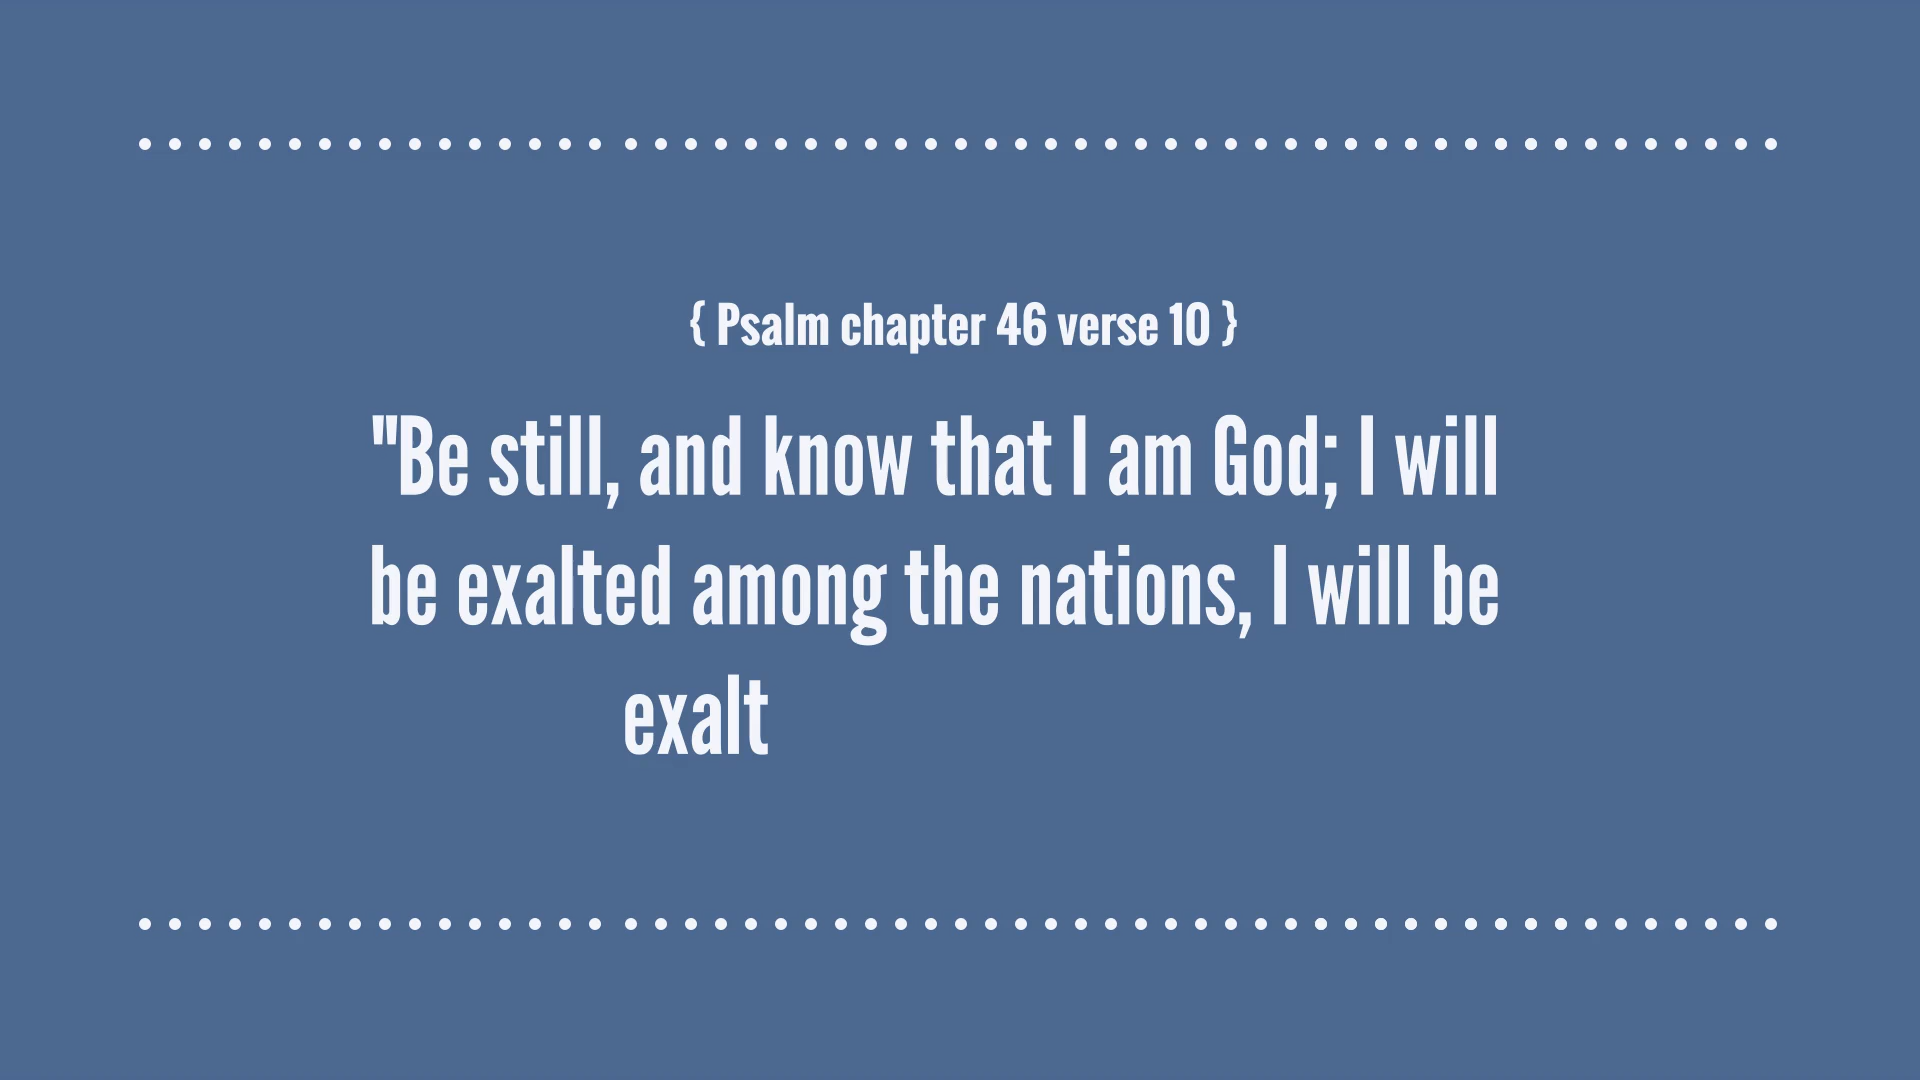 { Psalm chapter 46 verse 10 }
"Be still, and know that I am God; I will
be exalted among the nations, I will be
exalt